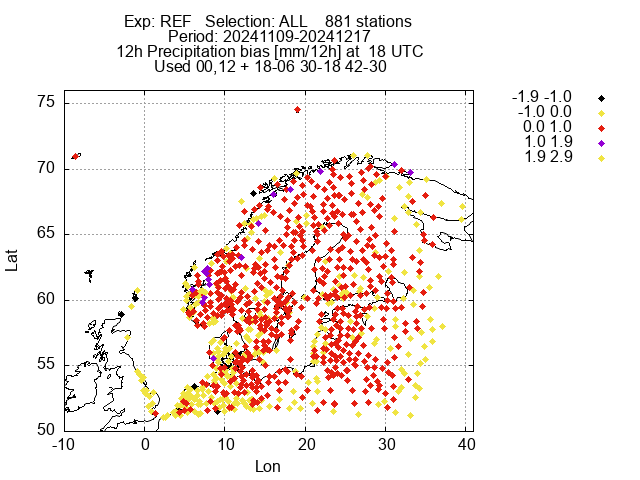 Exp: REF   Selection: ALL    881 stations
Period: 20241109-20241217
12h Precipitation bias [mm/12h] at  18 UTC
Used 00,12 + 18-06 30-18 42-30
-1.9 -1.0
-1.0 0.0
0.0 1.0
1.0 1.9
1.9 2.9
75
70
65
60
55
50
Lat
-10 0 10 20 30 40
Lon